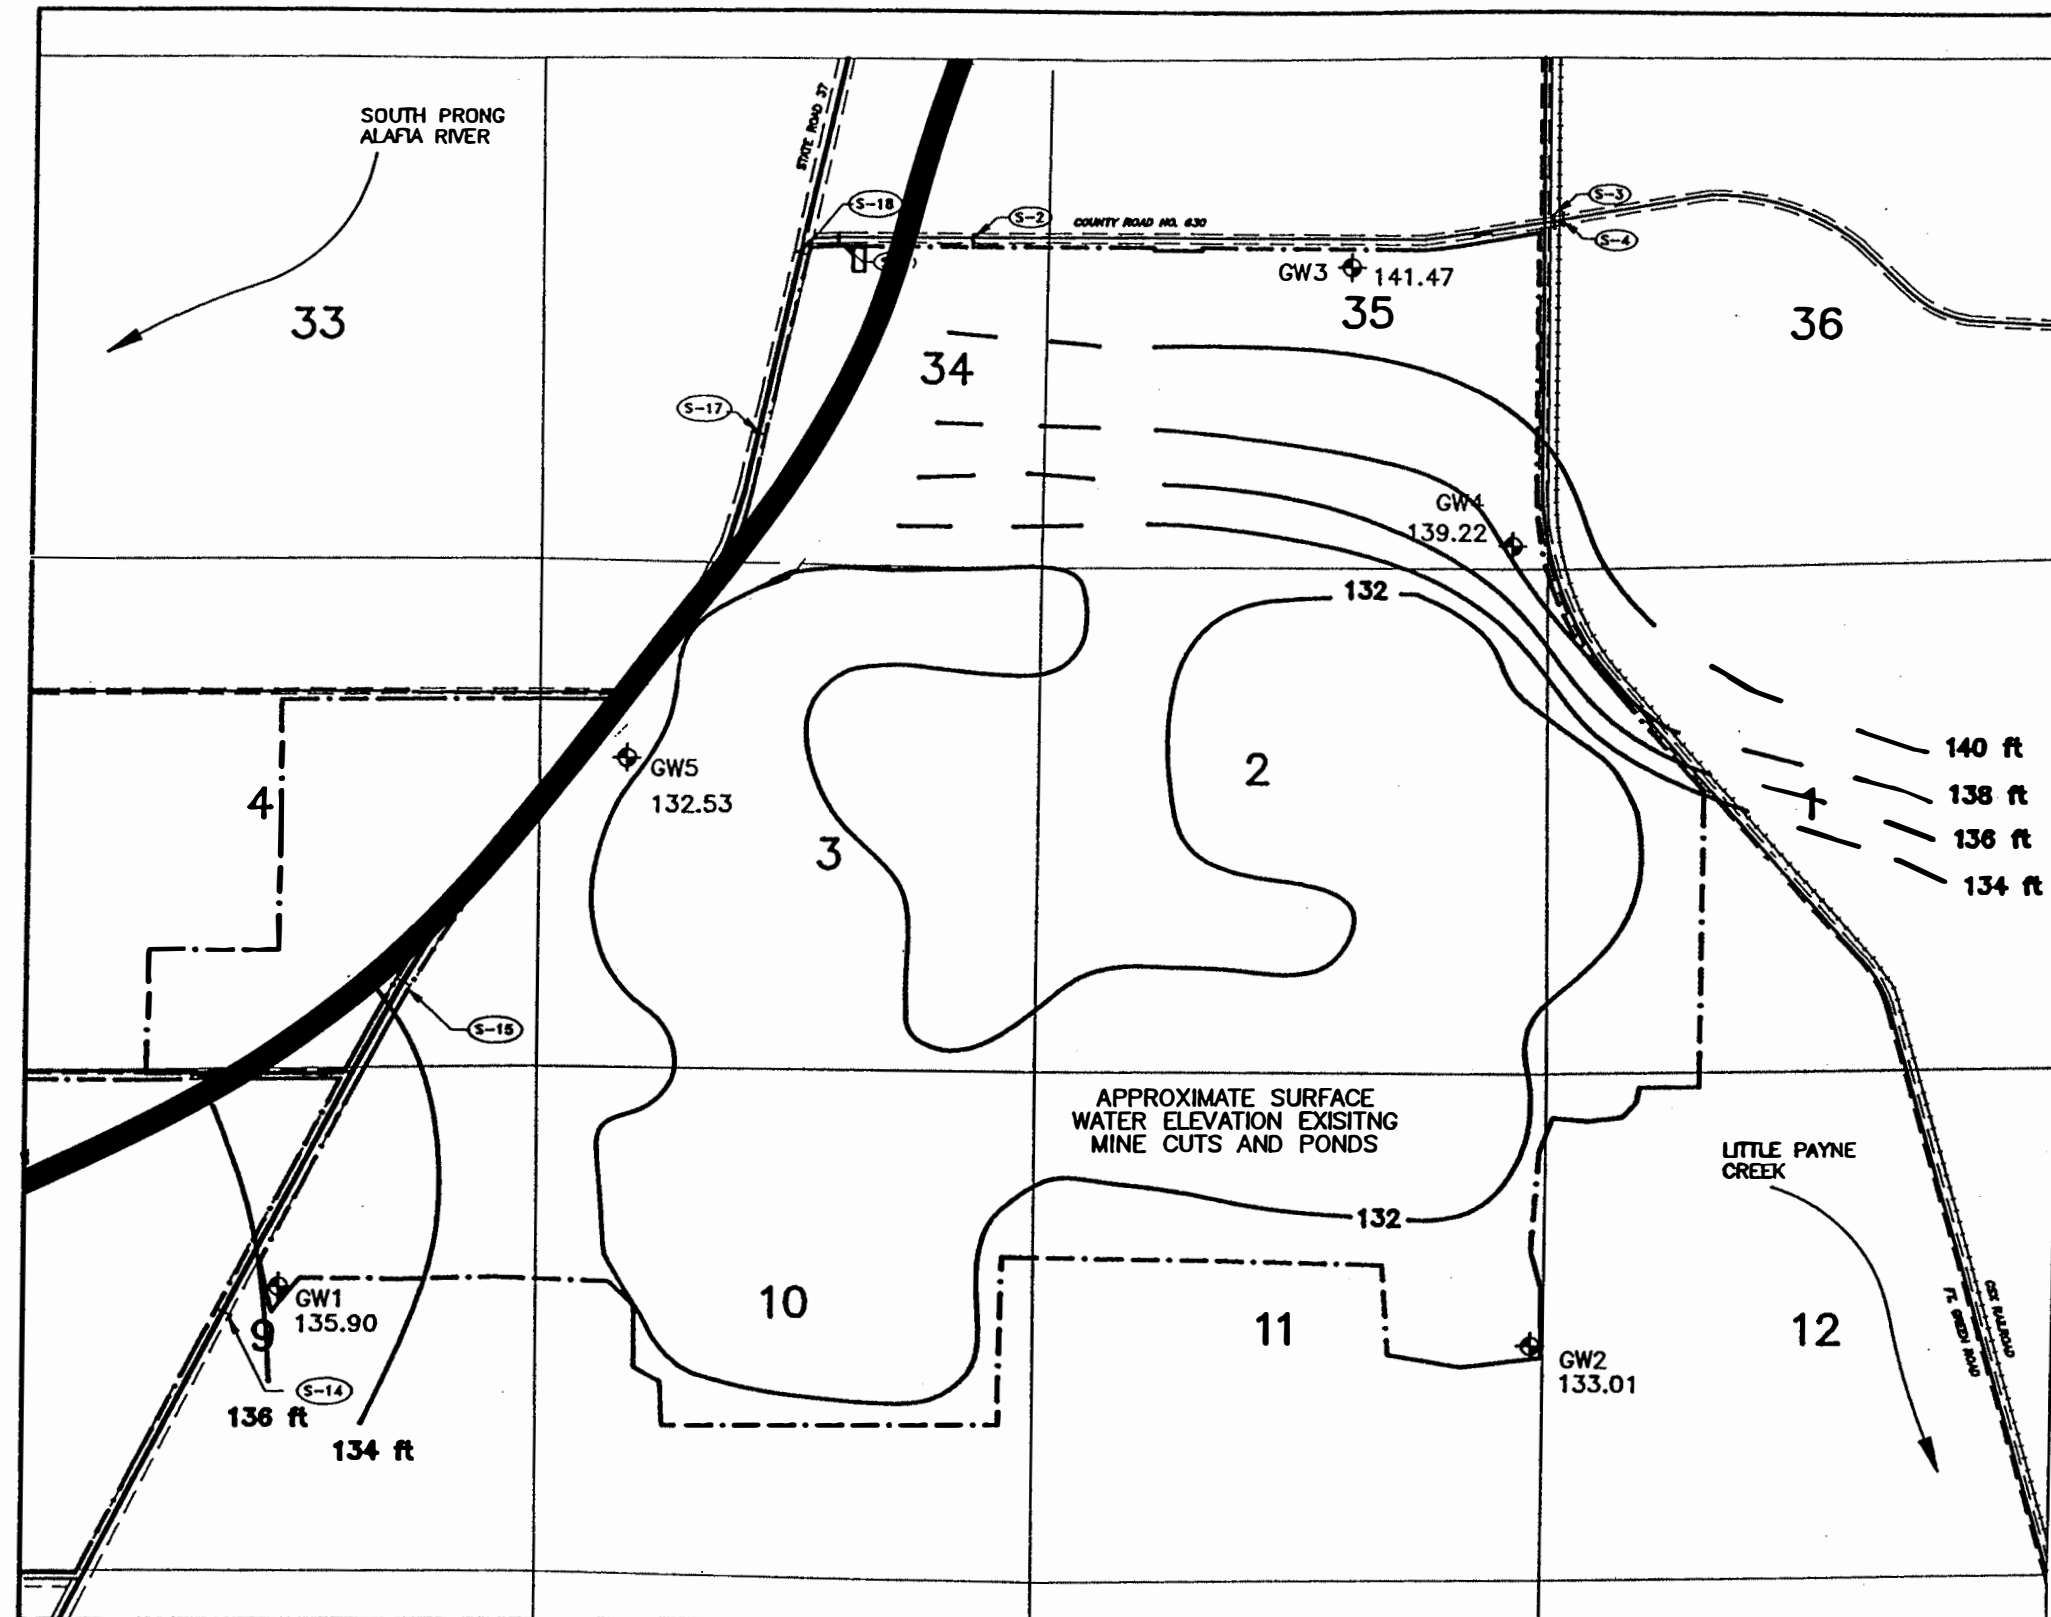 SOUTH PRONG
ALAFIA RIVER
STATE ROAD 37
S-18
S-2
COUNTY ROAD NO. 630
S-3
S-4
GW3 141.47
33
35
36
34
S-17
GW4
139.22
132
GW5
132.53
4
3
2
1
140 ft
138 ft
136 ft
134 ft
S-15
APPROXIMATE SURFACE
WATER ELEVATION EXISITNG
MINE CUTS AND PONDS
LITTLE PAYNE
CREEK
132
GW1
135.90
9
10
11
12
GW2
133.01
S-14
136 ft
134 ft
CSX RAILROAD
FT. GREEN ROAD